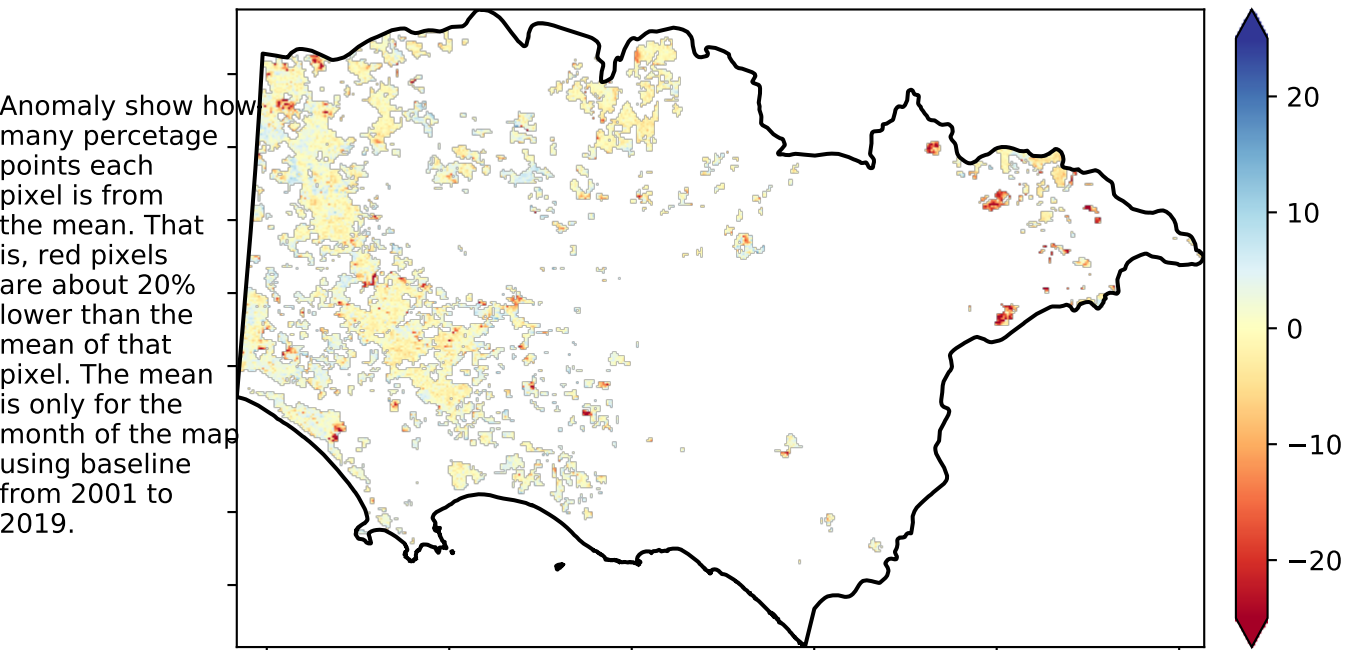 Anomaly show how
many percetage
points each
pixel is from
the mean. That
is, red pixels
are about 20%
lower than the
mean of that
pixel. The mean
is only for the
month of the map
using baseline
from 2001 to
2019.
20
10
0
−10
−20